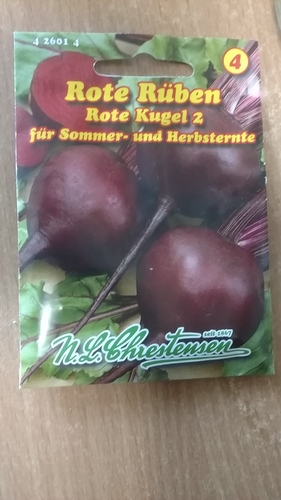 4 2601 4
4
Rote Rüben
Rote Kugel 2
für Sommer- und Herbsternte
seit 1867
N.L. Chrestensen